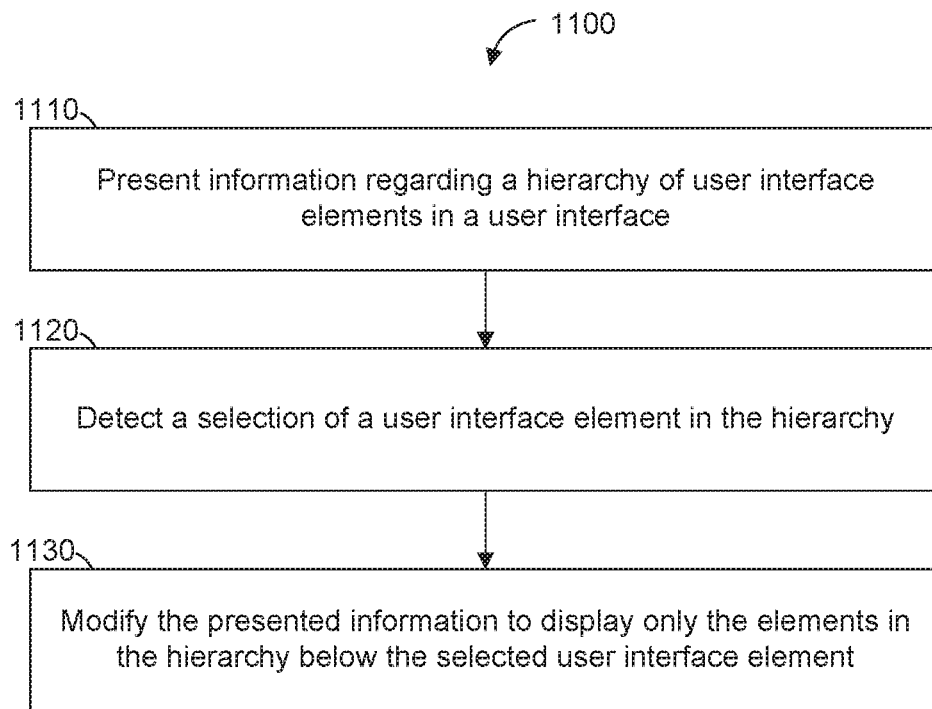 1100
1110
Present information regarding a hierarchy of user interface
elements in a user interface
1120
Detect a selection of a user interface element in the hierarchy
1130
Modify the presented information to display only the elements in
the hierarchy below the selected user interface element